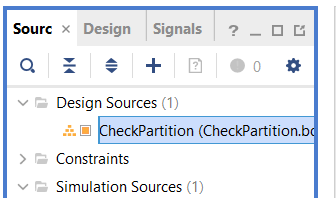 Sourc × Design Signals ?
0
Design Sources (1)
CheckPartition (CheckPartition.bo
Constraints
Simulation Sources (1)